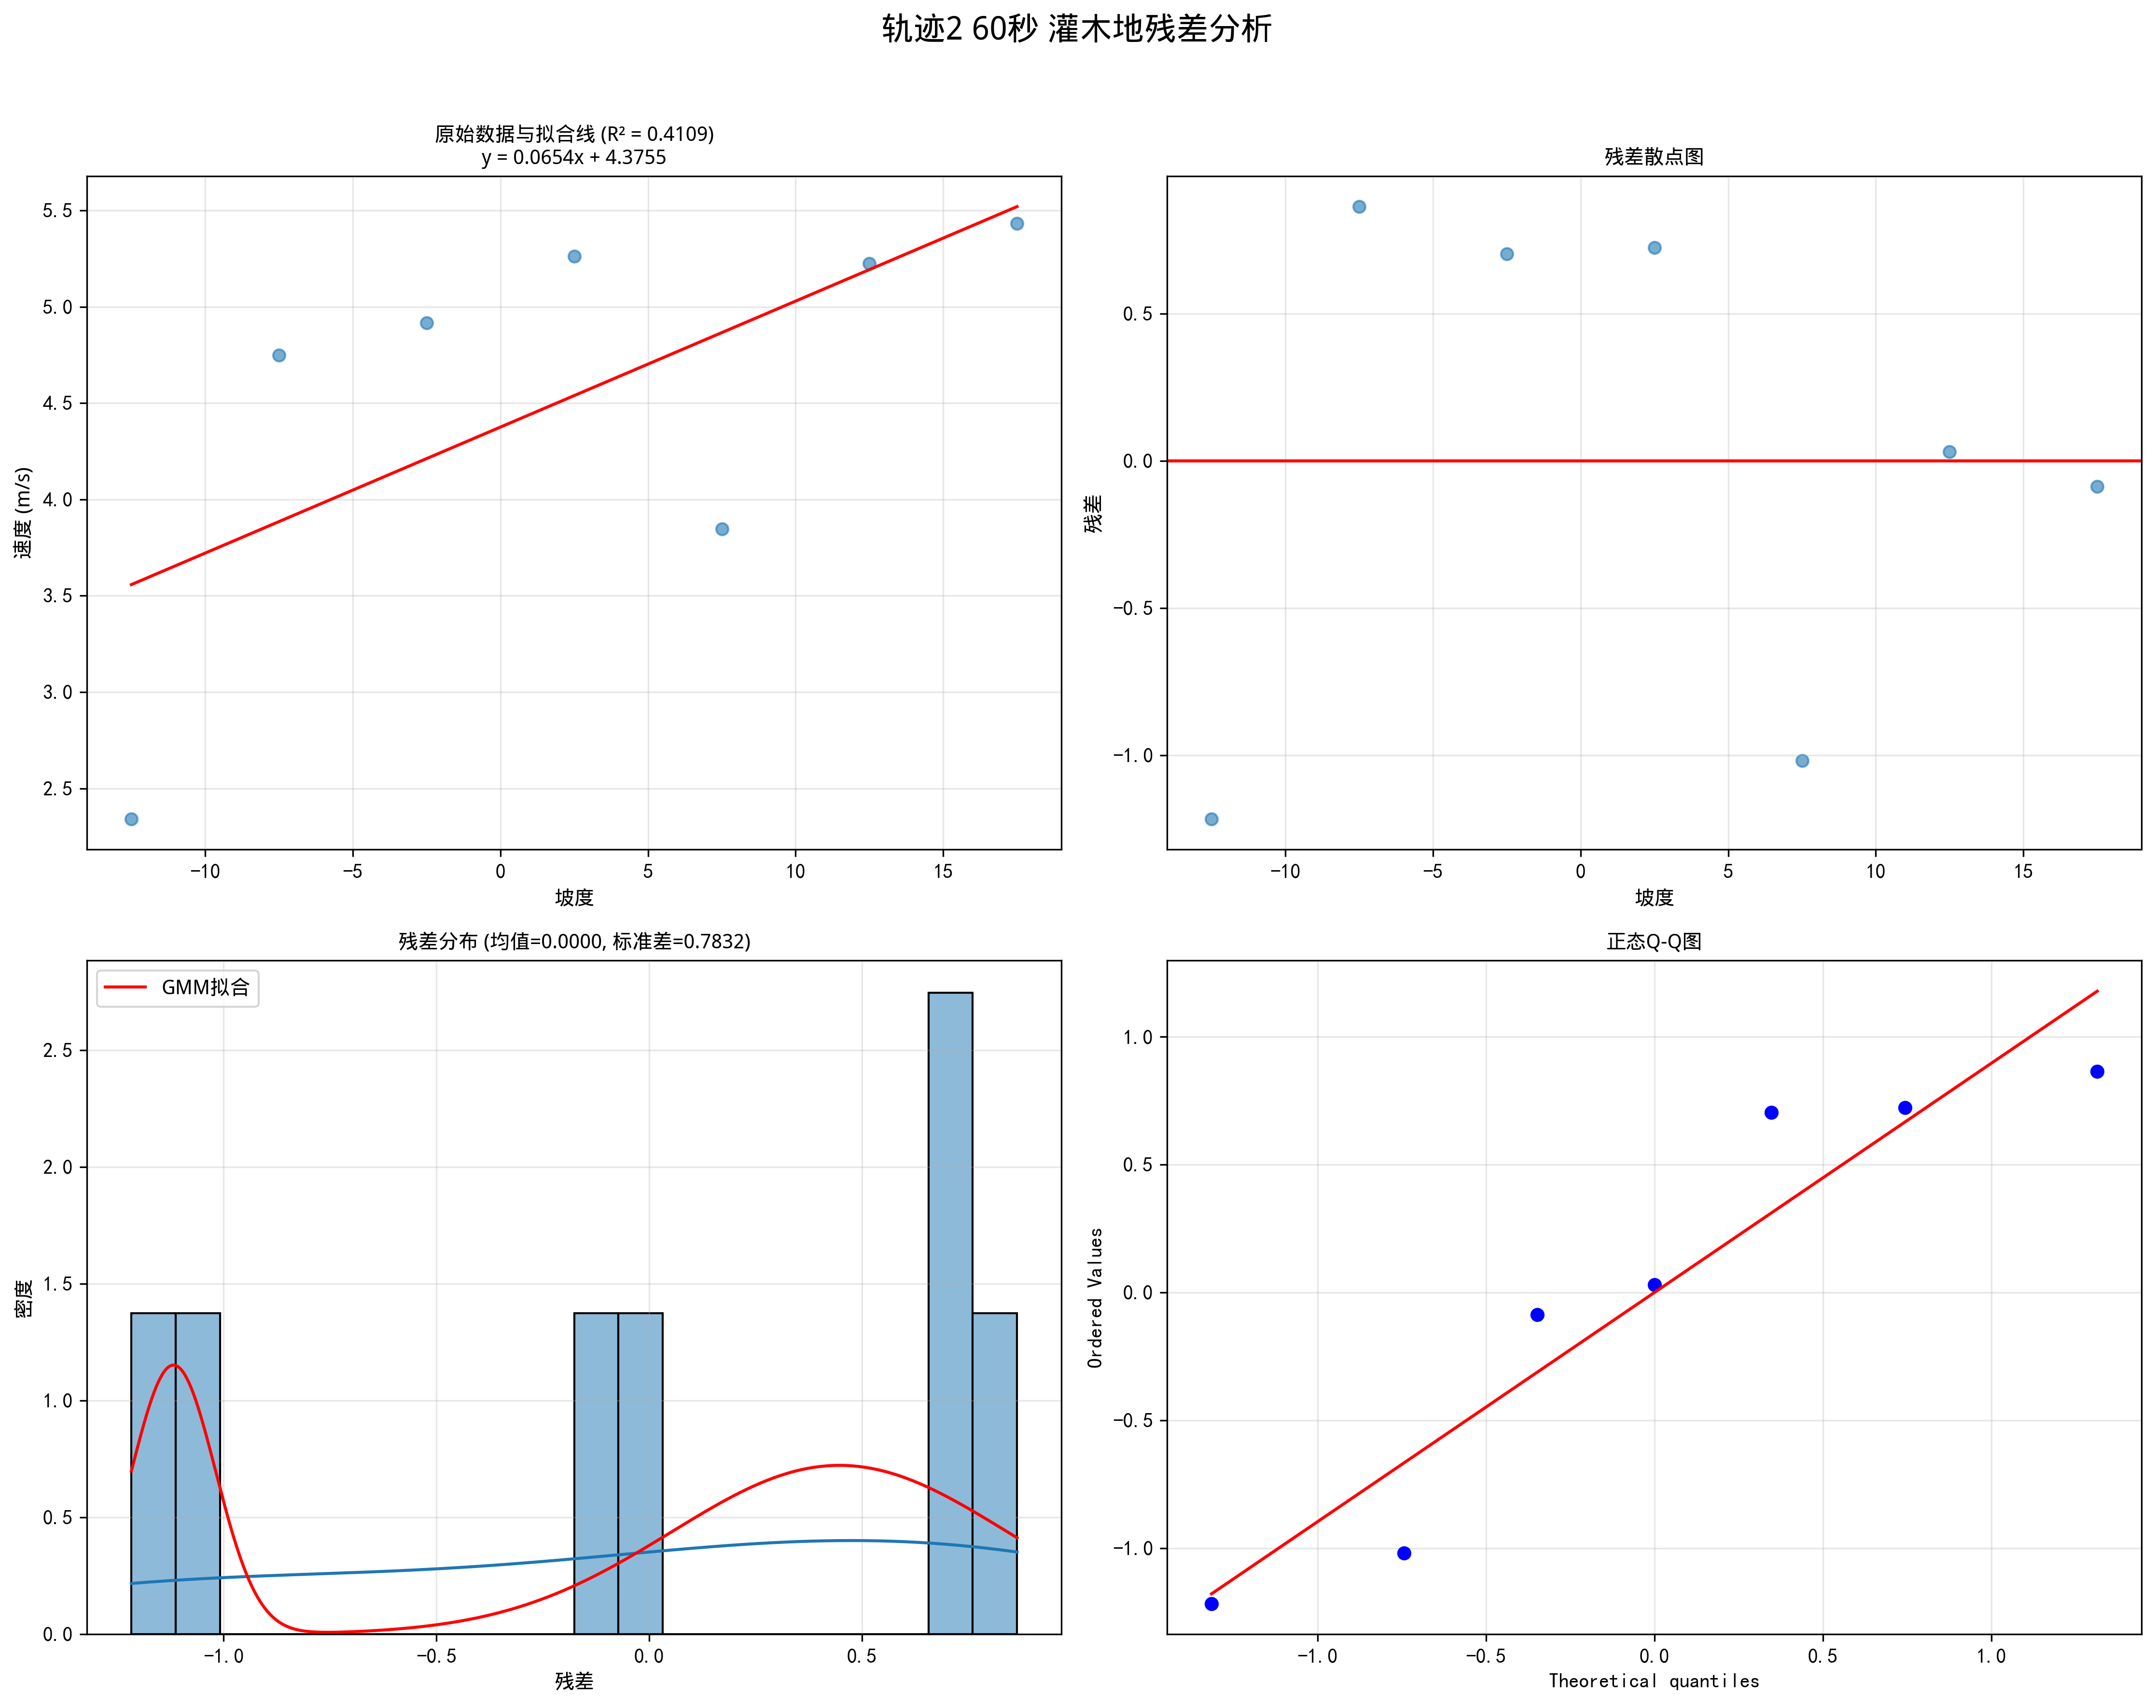 轨迹2 60秒 灌木地残差分析
原始数据与拟合线 (R² = 0.4109)
y = 0.0654x + 4.3755
5.5
5.0
4.5
4.0
3.5
3.0
2.5
速度 (m/s)
−10
−5
0
5
10
15
坡度
残差散点图
0.5
0.0
−0.5
−1.0
残差
−10
−5
0
5
10
15
坡度
残差分布 (均值=0.0000, 标准差=0.7832)
GMM拟合
2.5
2.0
1.5
1.0
0.5
0.0
密度
−1.0
−0.5
0.0
0.5
残差
正态Q-Q图
1.0
0.5
0.0
−0.5
−1.0
Ordered Values
−1.0
−0.5
0.0
0.5
1.0
Theoretical quantiles